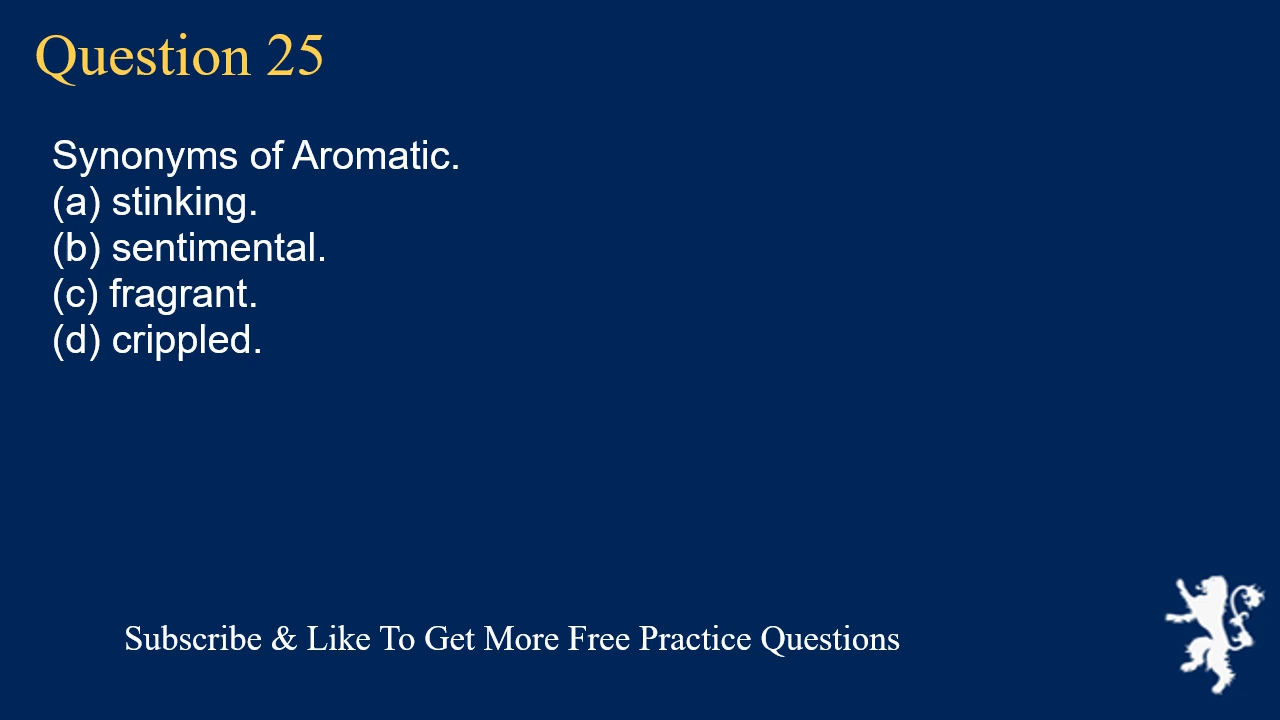 Question 25
Synonyms of Aromatic.
(a) stinking.
(b) sentimental.
(c) fragrant.
(d) crippled.
Subscribe & Like To Get More Free Practice Questions